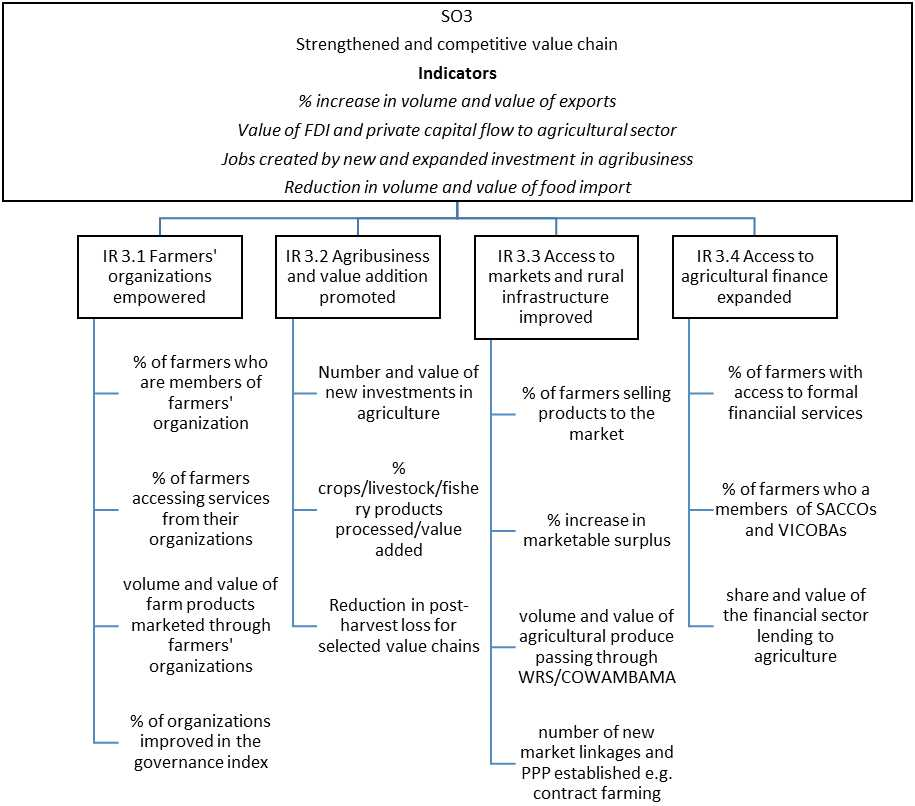 SO3
Strengthened and competitive value chain
Indicators
% increase in volume and value of exports
Value of FDI and private capital flow to agricultural sector
Jobs created by new and expanded investment in agribusiness
Reduction in volume and value of food import
IR 3.1 Farmers'
organizations
empowered
% of farmers who
are members of
farmers'
organization
% of farmers
accessing services
from their
organizations
volume and value of
farm products
marketed through
farmers'
organizations
% of organizations
improved in the
governance index
IR 3.2 Agribusiness
and value addition
promoted
Number and value of
new investments in
agriculture
%
crops/livestock/fishe
ry products
processed/value
added
Reduction in post-
harvest loss for
selected value chains
IR 3.3 Access to
markets and rural
infrastructure
improved
% of farmers selling
products to the
market
% increase in
marketable surplus
volume and value of
agricultural produce
passing through
WRS/COWAMBAMA
number of new
market linkages and
PPP established e.g.
contract farming
IR 3.4 Access to
agricultural finance
expanded
% of farmers with
access to formal
financiial services
% of farmers who a
members of SACCOs
and VICOBAs
share and value of
the financial sector
lending to
agriculture